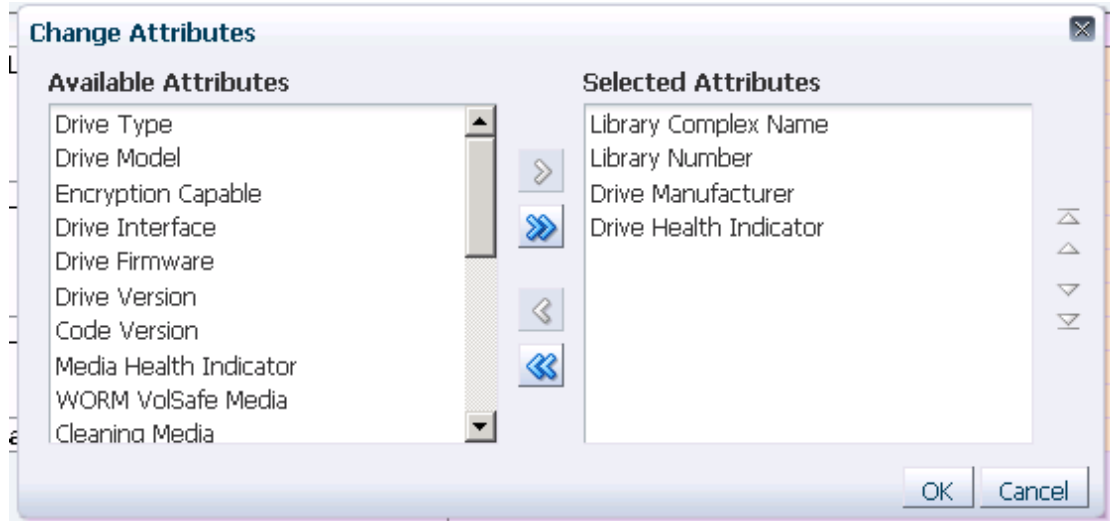 Change Attributes
Available Attributes
Drive Type
Drive Model
Encryption Capable
Drive Interface
Drive Firmware
Drive Version
Code Version
Media Health Indicator
WORM VolSafe Media
Cleaning Media
Selected Attributes
Library Complex Name
Library Number
Drive Manufacturer
Drive Health Indicator
OK
Cancel